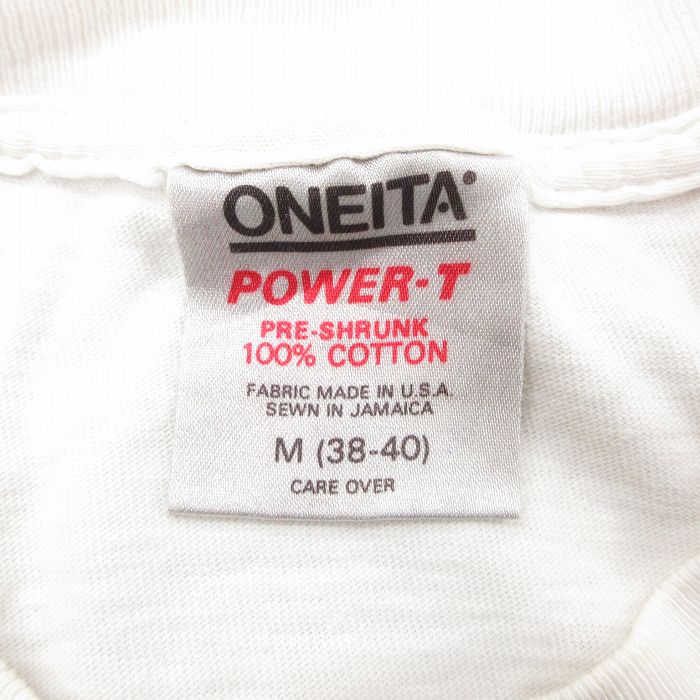 ONEITA®
POWER-T
PRE-SHRUNK
100% COTTON
FABRIC MADE IN U.S.A.
SEWN IN JAMAICA
M (38-40)
CARE OVER